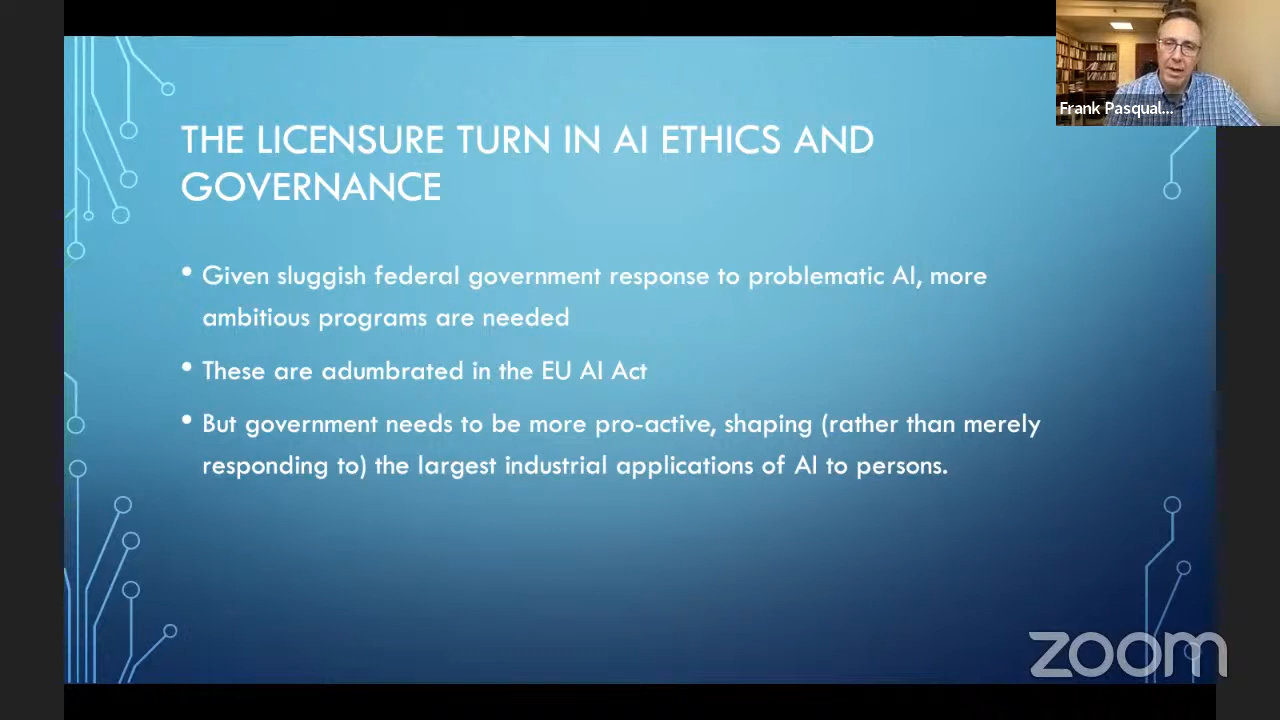 Frank Pasqual...
THE LICENSURE TURN IN AI ETHICS AND
GOVERNANCE
• Given sluggish federal government response to problematic AI, more
ambitious programs are needed
• These are adumbrated in the EU AI Act
• But government needs to be more pro-active, shaping (rather than merely
responding to) the largest industrial applications of AI to persons.
zoom